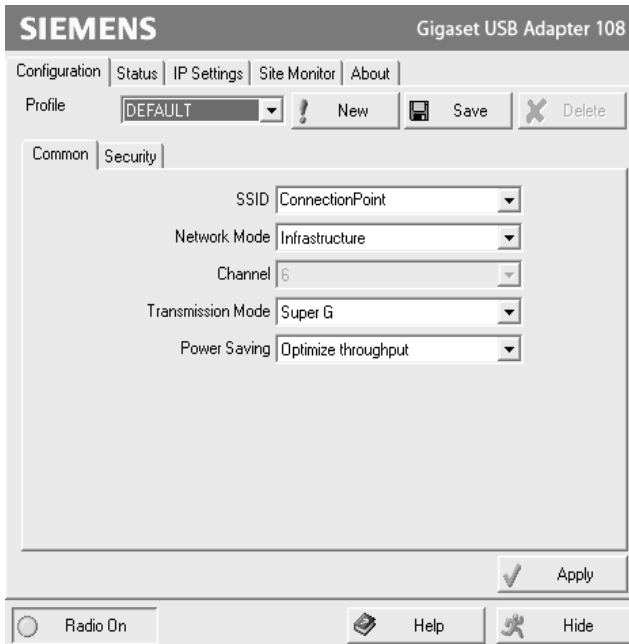 SIEMENS Gigaset USB Adapter 108
Configuration Status IP Settings Site Monitor About
Profile DEFAULT New Save Delete
Common Security
SSID ConnectionPoint
Network Mode Infrastructure
Channel 6
Transmission Mode Super G
Power Saving Optimize throughput
Apply
Radio On Help Hide